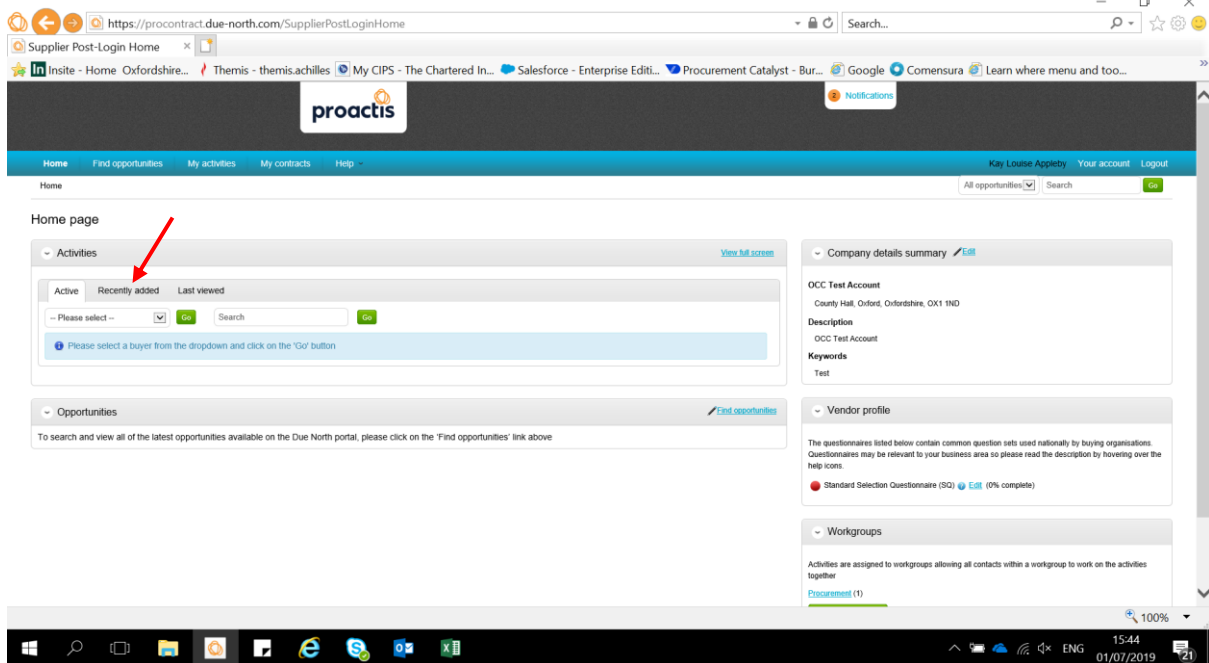 https://procontract.due-north.com/SupplierPostLoginHome
Search...
Supplier Post-Login Home
In Insite - Home Oxfordshire... Themis - themis.achilles My CIPS - The Chartered In... Salesforce - Enterprise Editi... Procurement Catalyst - Bur... Google Comensura Learn where menu and too...
proactis
2 Notifications
Home Find opportunities My activities My contracts Help
Kay Louise Appleby Your account Logout
Home
All opportunities Search Go
Home page
Activities View full screen
Active Recently added Last viewed
-- Please select -- Go Search Go
Please select a buyer from the dropdown and click on the 'Go' button
Opportunities Find opportunities
To search and view all of the latest opportunities available on the Due North portal, please click on the 'Find opportunities' link above
Company details summary Edit
OCC Test Account
County Hall, Oxford, Oxfordshire, OX1 1ND
Description
OCC Test Account
Keywords
Test
Vendor profile
The questionnaires listed below contain common question sets used nationally by buying organisations.
Questionnaires may be relevant to your business area so please read the description by hovering over the
help icons.
Standard Selection Questionnaire (SQ) Edit (0% complete)
Workgroups
Activities are assigned to workgroups allowing all contacts within a workgroup to work on the activities
together
Procurement (1)
100%
ENG
15:44
01/07/2019
21